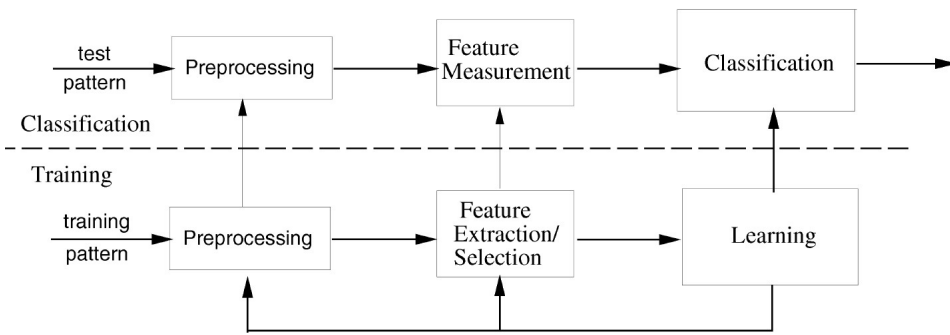 test
pattern
Preprocessing
Feature
Measurement
Classification
Classification
Training
training
pattern
Preprocessing
Feature
Extraction/
Selection
Learning